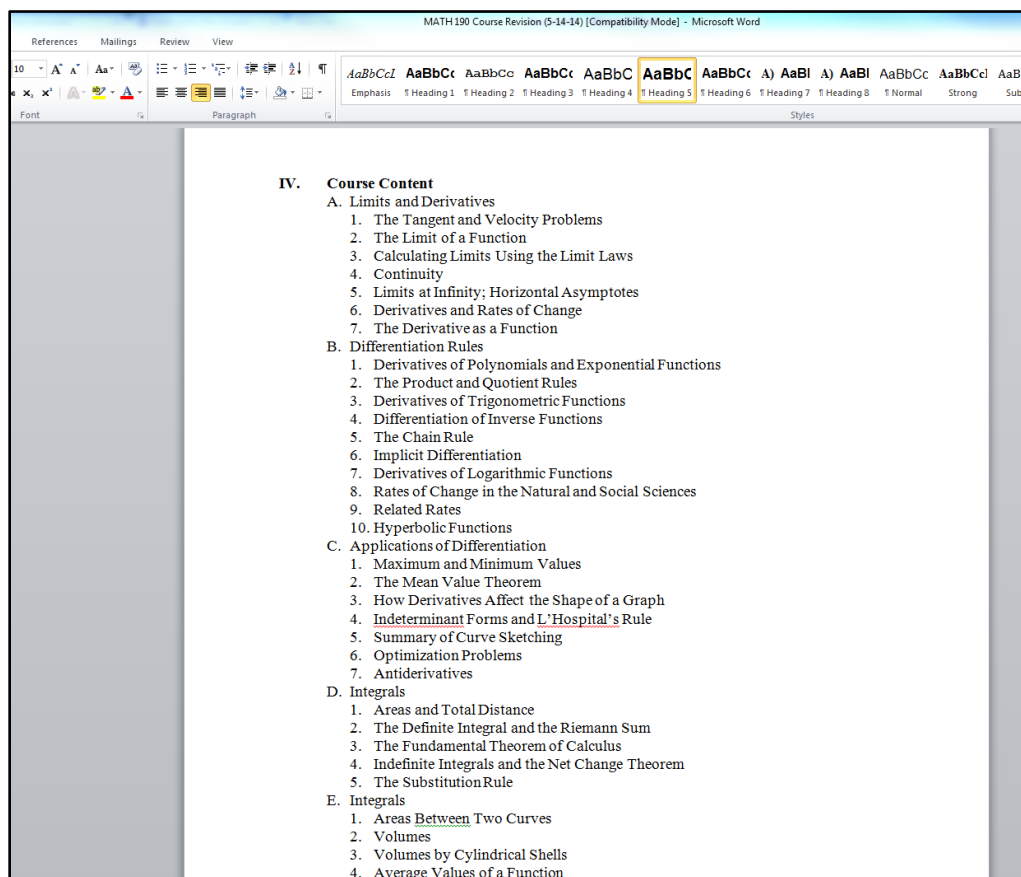 MATH 190 Course Revision (5-14-14) [Compatibility Mode] - Microsoft Word
References Mailings Review View
10 A A Aa
x₂ x² A ab A
Font Paragraph Styles
AaBbCcI AaBbCc AaBbCc AaBbCc AaBbC AaBbC AaBbCc A) AaBl A) AaBl AaBbCc AaBbCcl AaB
Emphasis ¶ Heading 1 ¶ Heading 2 ¶ Heading 3 ¶ Heading 4 ¶ Heading 5 ¶ Heading 6 ¶ Heading 7 ¶ Heading 8 ¶ Normal Strong Sub
IV. Course Content
A. Limits and Derivatives
1. The Tangent and Velocity Problems
2. The Limit of a Function
3. Calculating Limits Using the Limit Laws
4. Continuity
5. Limits at Infinity; Horizontal Asymptotes
6. Derivatives and Rates of Change
7. The Derivative as a Function
B. Differentiation Rules
1. Derivatives of Polynomials and Exponential Functions
2. The Product and Quotient Rules
3. Derivatives of Trigonometric Functions
4. Differentiation of Inverse Functions
5. The Chain Rule
6. Implicit Differentiation
7. Derivatives of Logarithmic Functions
8. Rates of Change in the Natural and Social Sciences
9. Related Rates
10. Hyperbolic Functions
C. Applications of Differentiation
1. Maximum and Minimum Values
2. The Mean Value Theorem
3. How Derivatives Affect the Shape of a Graph
4. Indeterminant Forms and L’Hospital’s Rule
5. Summary of Curve Sketching
6. Optimization Problems
7. Antiderivatives
D. Integrals
1. Areas and Total Distance
2. The Definite Integral and the Riemann Sum
3. The Fundamental Theorem of Calculus
4. Indefinite Integrals and the Net Change Theorem
5. The Substitution Rule
E. Integrals
1. Areas Between Two Curves
2. Volumes
3. Volumes by Cylindrical Shells
4. Average Values of a Function